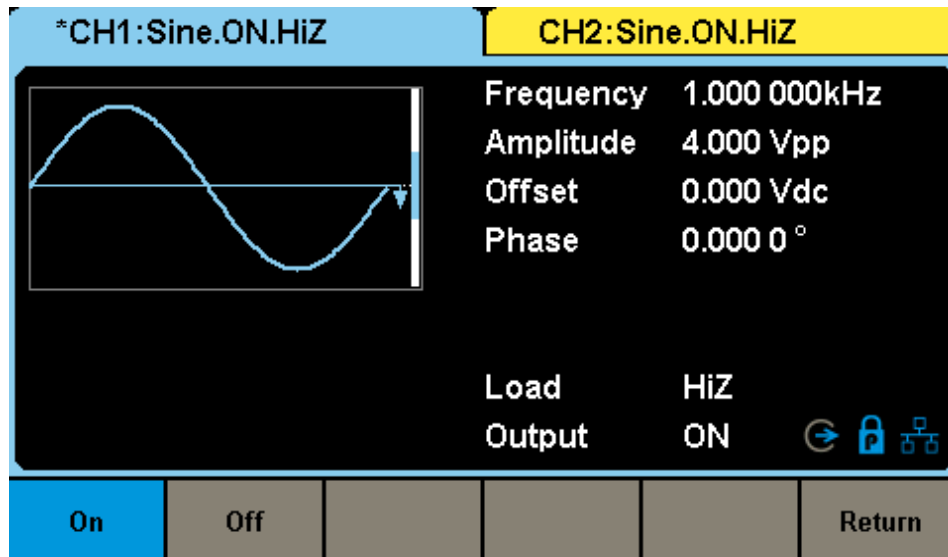 *CH1:Sine.ON.HiZ
CH2:Sine.ON.HiZ
Frequency 1.000 000kHz
Amplitude 4.000 Vpp
Offset 0.000 Vdc
Phase 0.000 0 °
Load HiZ
Output ON
P
On Off Return